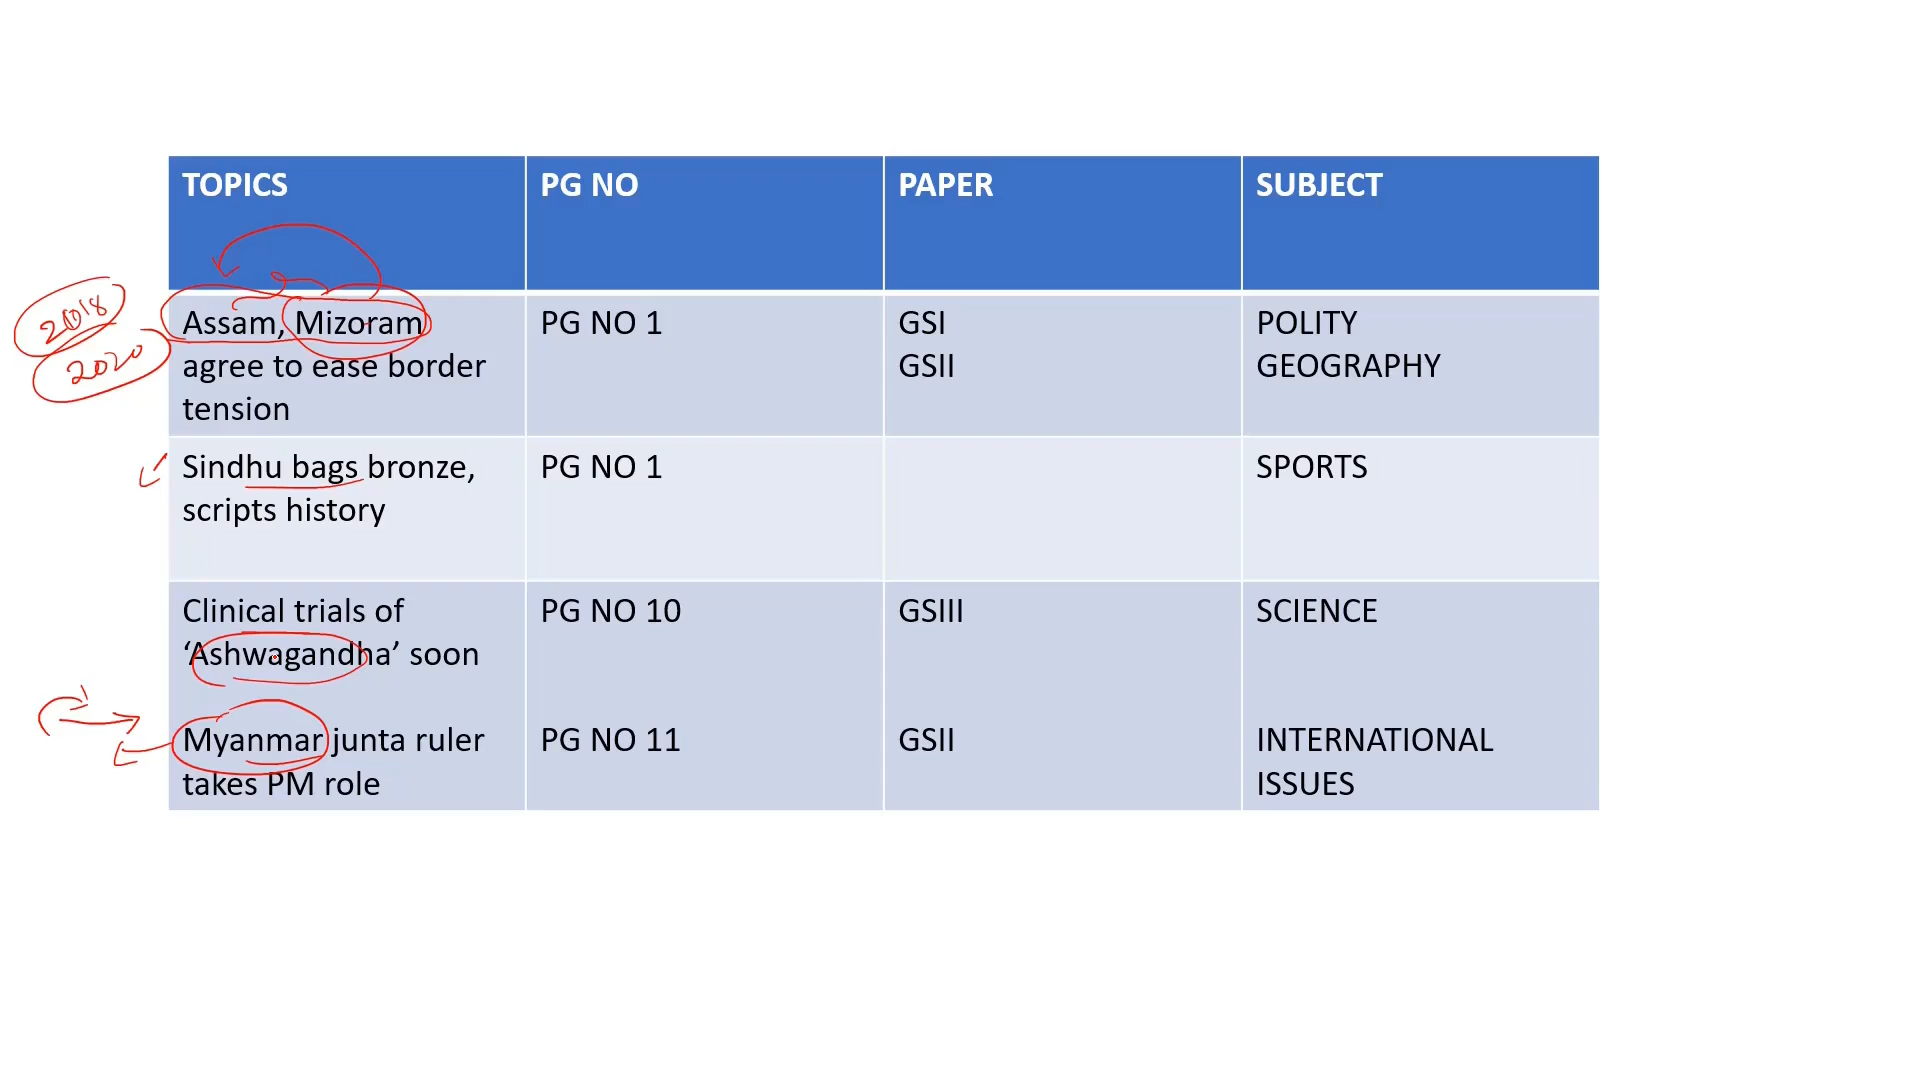 TOPICS PG NO PAPER SUBJECT
2018
2020
Assam, Mizoram PG NO 1 GSI POLITY
agree to ease border GSII GEOGRAPHY
tension
Sindhu bags bronze, PG NO 1 SPORTS
scripts history
Clinical trials of PG NO 10 GSIII SCIENCE
‘Ashwagandha’ soon
Myanmar junta ruler PG NO 11 GSII INTERNATIONAL
takes PM role ISSUES